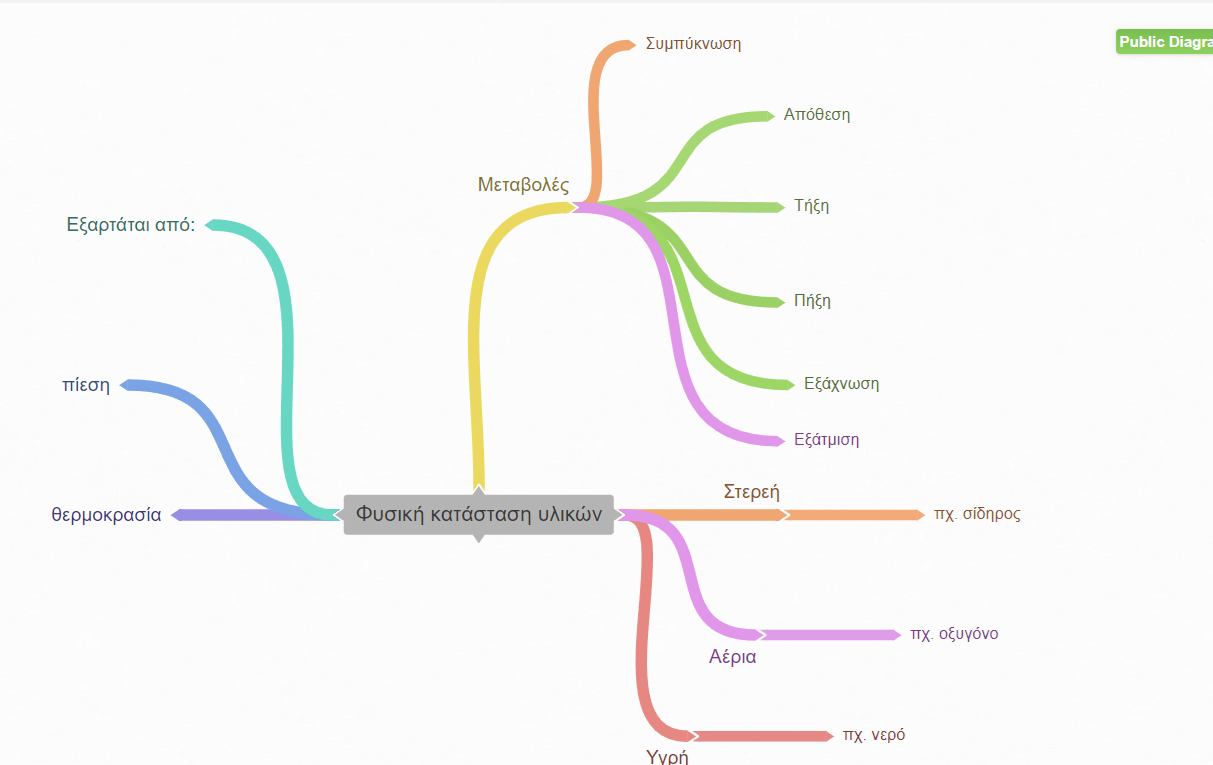 Συμπύκνωση
Public Diagra
Απόθεση
Μεταβολές
Τήξη
Εξαρτάται από:
Πήξη
πίεση
Εξάχνωση
Εξάτμιση
Στερεή
θερμοκρασία
Φυσική κατάσταση υλικών
πχ. σίδηρος
πχ. οξυγόνο
Αέρια
πχ. νερό
Υγρή